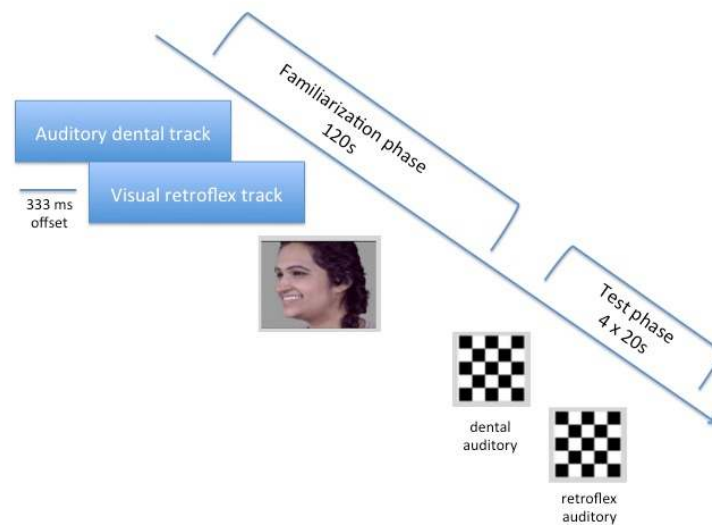 Auditory dental track
Visual retroflex track
333 ms
offset
Familiarization phase
120s
Test phase
4 x 20s
dental
auditory
retroflex
auditory